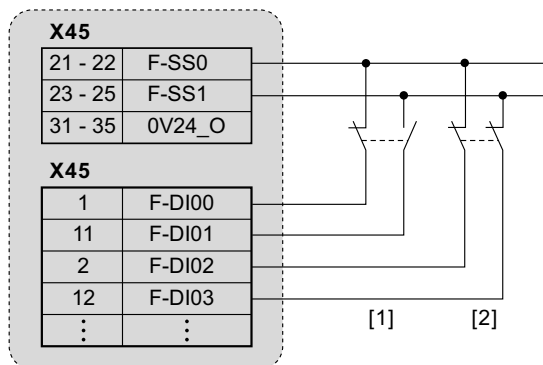 X45
21 - 22 F-SS0
23 - 25 F-SS1
31 - 35 0V24_O
X45
1 F-DI00
11 F-DI01
2 F-DI02
12 F-DI03
⋮ ⋮
[1] [2]